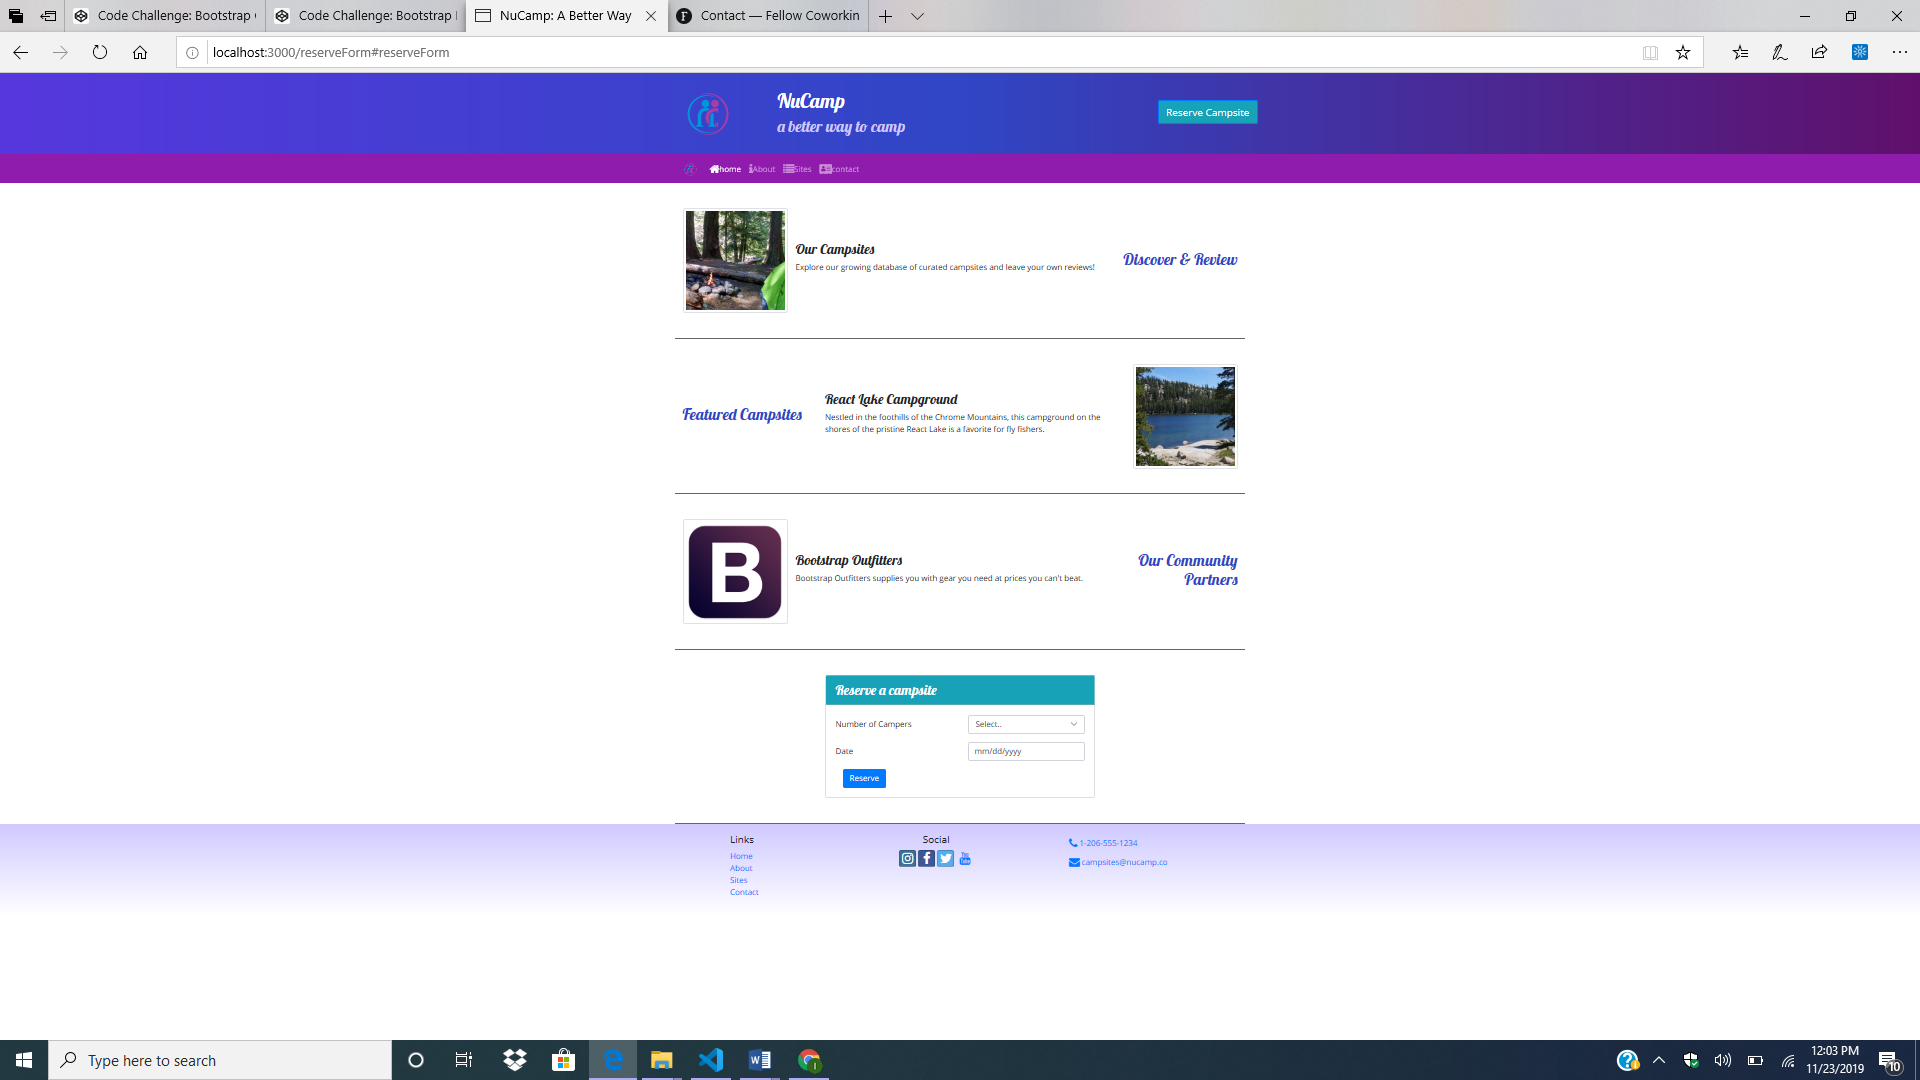 Code Challenge: Bootstrap
Code Challenge: Bootstrap
NuCamp: A Better Way
Contact — Fellow Coworkin
localhost:3000/reserveForm#reserveForm
NuCamp
a better way to camp
Reserve Campsite
home About Sites contact
Our Campsites
Explore our growing database of curated campsites and leave your own reviews!
Discover & Review
Featured Campsites
React Lake Campground
Nestled in the foothills of the Chrome Mountains, this campground on the
shores of the pristine React Lake is a favorite for fly fishers.
B
Bootstrap Outfitters
Bootstrap Outfitters supplies you with gear you need at prices you can't beat.
Our Community
Partners
Reserve a campsite
Number of Campers
Select..
Date
mm/dd/yyyy
Reserve
Links
Home
About
Sites
Contact
Social
1-206-555-1234
campsites@nucamp.co
Type here to search
12:03 PM
11/23/2019
10